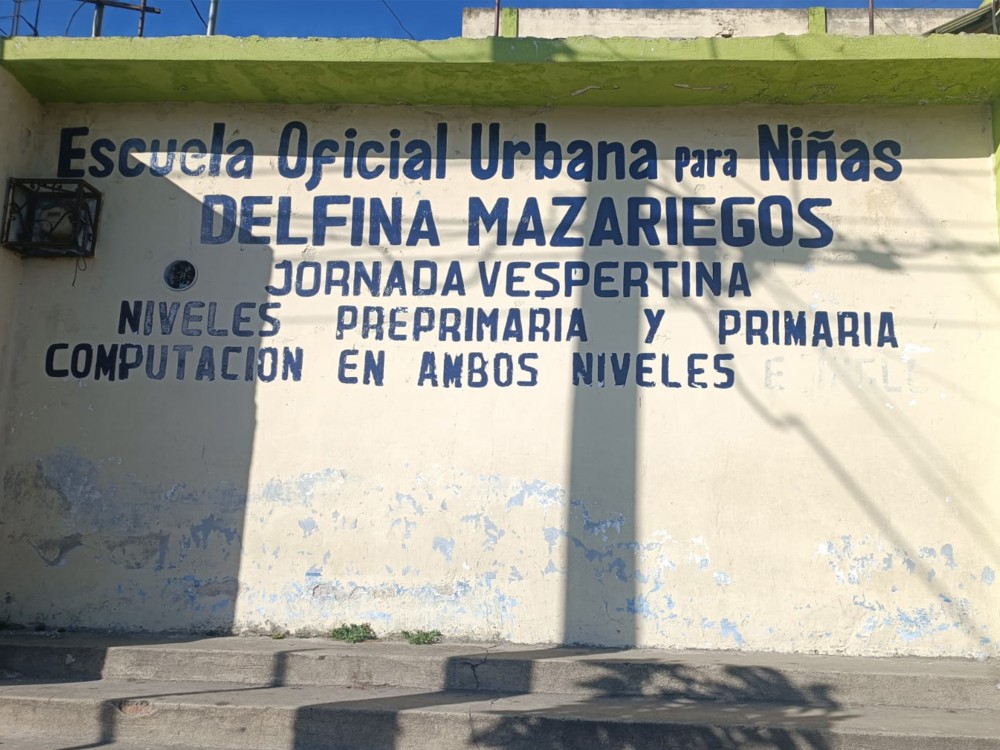 Escuela Oficial Urbana para Niñas
DELFINA MAZARIEGOS
JORNADA VESPERTINA
NIVELES PREPRIMARIA Y PRIMARIA
COMPUTACION EN AMBOS NIVELES E